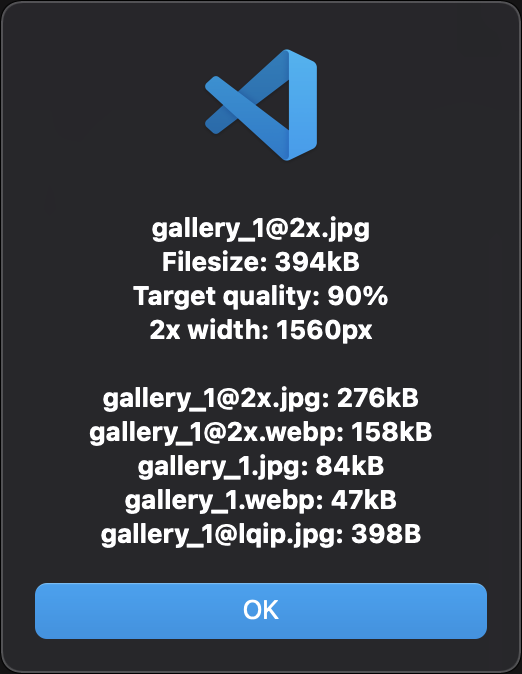 gallery_1@2x.jpg
Filesize: 394kB
Target quality: 90%
2x width: 1560px
gallery_1@2x.jpg: 276kB
gallery_1@2x.webp: 158kB
gallery_1.jpg: 84kB
gallery_1.webp: 47kB
gallery_1@lqip.jpg: 398B
OK